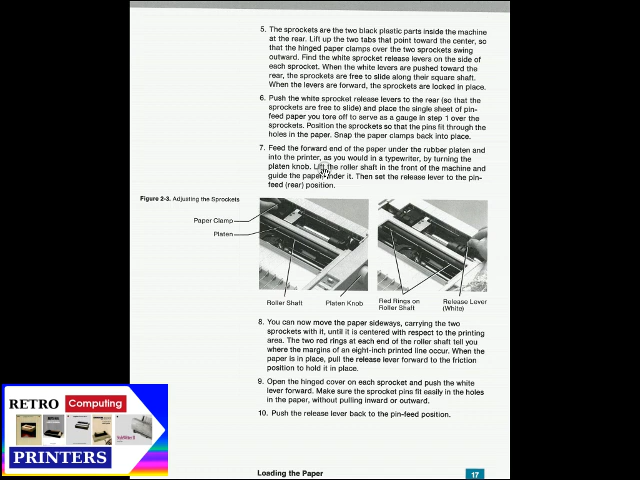 5. The sprockets are the two black plastic parts inside the machine
at the rear. Lift up the two tabs that point toward the center, so
that the hinged paper clamps over the two sprockets swing
outward. Find the white sprocket release levers on the side of
each sprocket. When the white levers are pushed toward the
rear, the sprockets are free to slide along their square shaft.
When the levers are forward, the sprockets are locked in place.
6. Push the white sprocket release levers to the rear (so that the
sprockets are free to slide) and place the single sheet of pin-
feed paper you tore off to serve as a gauge in step 1 over the
sprockets. Position the sprockets so that the pins fit through the
holes in the paper. Snap the paper clamps back into place.
7. Feed the forward end of the paper under the rubber platen and
into the printer, as you would in a typewriter, by turning the
platen knob. Lift the roller shaft in the front of the machine and
guide the paper under it. Then set the release lever to the pin-
feed (rear) position.
Figure 2-3. Adjusting the Sprockets
Paper Clamp
Platen
Roller Shaft
Platen Knob
Red Rings on
Roller Shaft
Release Lever
(White)
8. You can now move the paper sideways, carrying the two
sprockets with it, until it is centered with respect to the printing
area. The two red rings at each end of the roller shaft tell you
where the margins of an eight-inch printed line occur. When the
paper is in place, pull the release lever forward to the friction
position to hold it in place.
9. Open the hinged cover on each sprocket and push the white
lever forward. Make sure the sprocket pins fit easily in the holes
in the paper, without pulling inward or outward.
10. Push the release lever back to the pin-feed position.
RETRO Computing
PRINTERS
Loading the Paper
17